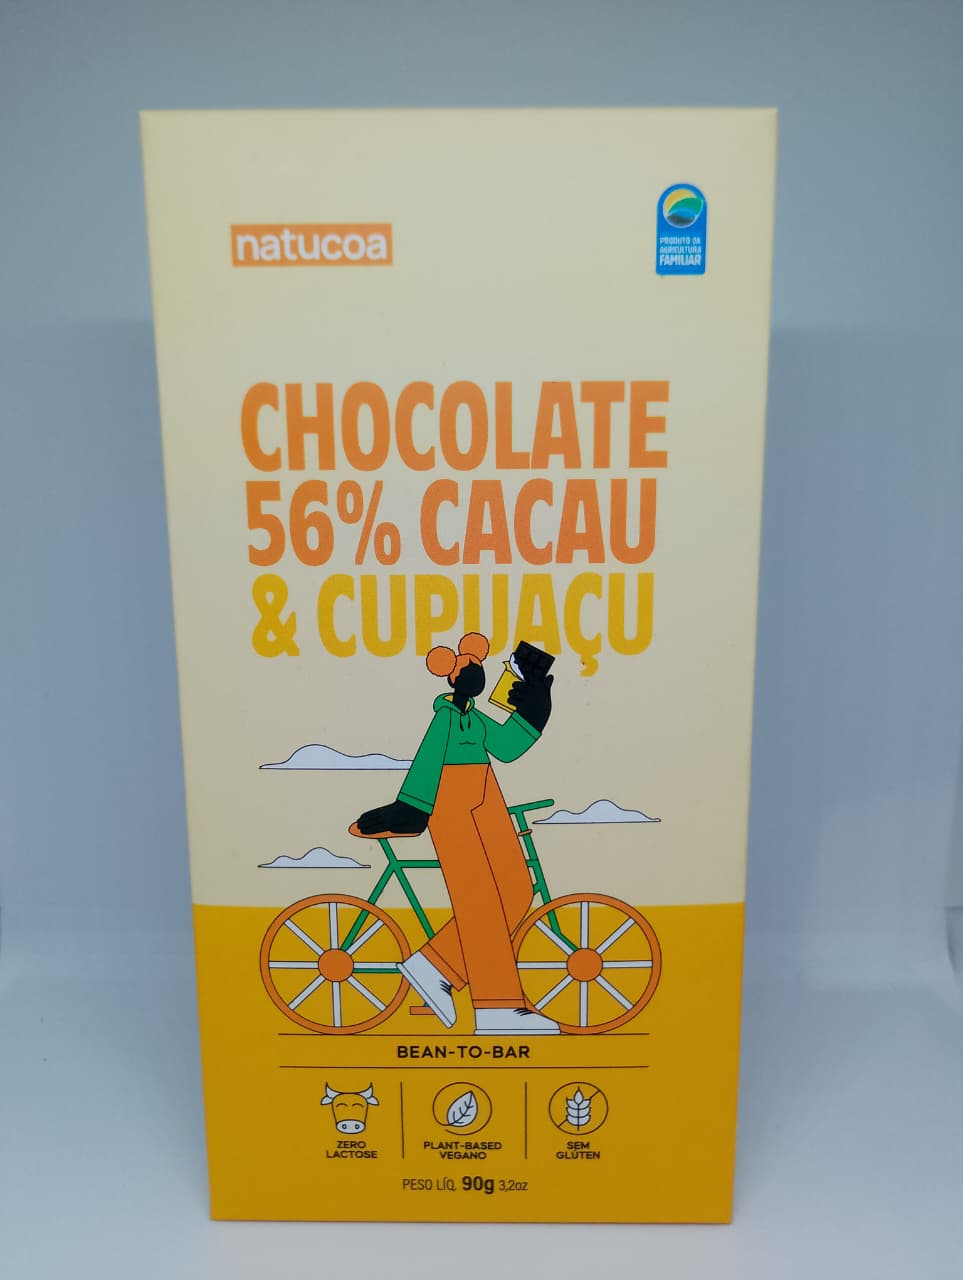 natucoa
PRODUTO DA
AGRICULTURA
FAMILIAR
CHOCOLATE
56% CACAU
& CUPUAÇU
BEAN-TO-BAR
ZERO
LACTOSE
PLANT-BASED
VEGANO
SEM
GLÚTEN
PESO LÍQ. 90g 3,2oz